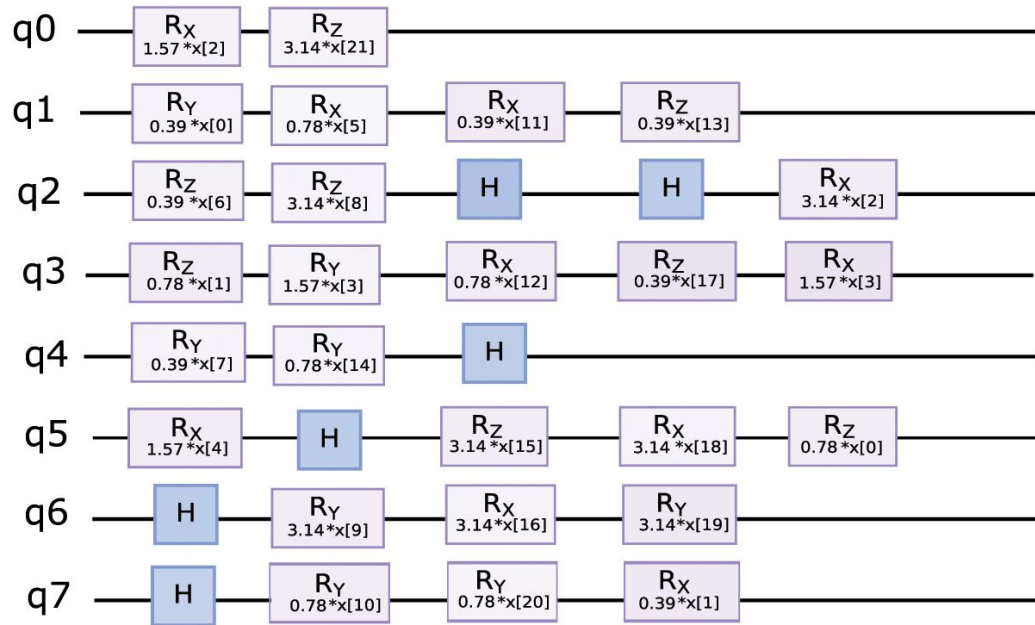 q0
R_X
1.57*x[2]
R_Z
3.14*x[21]
q1
R_Y
0.39*x[0]
R_X
0.78*x[5]
R_X
0.39*x[11]
R_Z
0.39*x[13]
q2
R_Z
0.39*x[6]
R_Z
3.14*x[8]
H
H
R_X
3.14*x[2]
q3
R_Z
0.78*x[1]
R_Y
1.57*x[3]
R_X
0.78*x[12]
R_Z
0.39*x[17]
R_X
1.57*x[3]
q4
R_Y
0.39*x[7]
R_Y
0.78*x[14]
H
q5
R_X
1.57*x[4]
H
R_Z
3.14*x[15]
R_X
3.14*x[18]
R_Z
0.78*x[0]
q6
H
R_Y
3.14*x[9]
R_X
3.14*x[16]
R_Y
3.14*x[19]
q7
H
R_Y
0.78*x[10]
R_Y
0.78*x[20]
R_X
0.39*x[1]